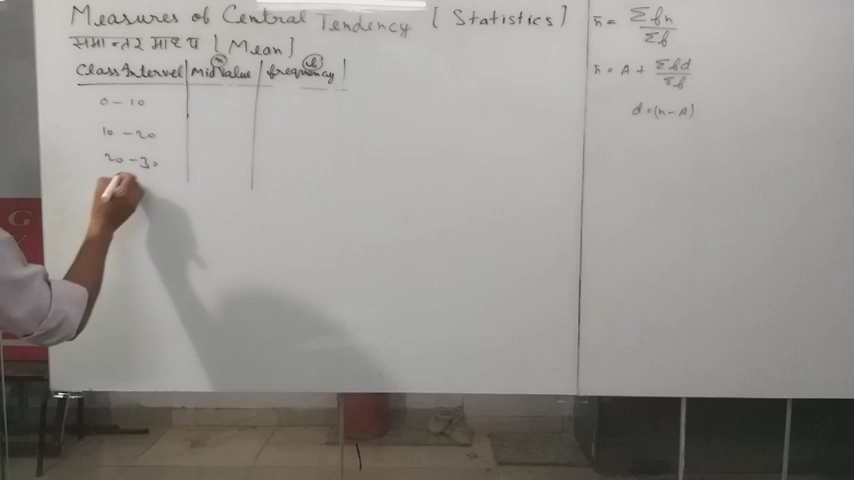 Measures of Central Tendency [ Statistics ]
समान्तर माध्य [ Mean ]
Class Interval | Mid Value (x) | frequency (f)
0 – 10
10 – 20
20 – 30
x̄ = Σfx / Σf
x̄ = A + Σfd / Σf
d = (x – A)
G